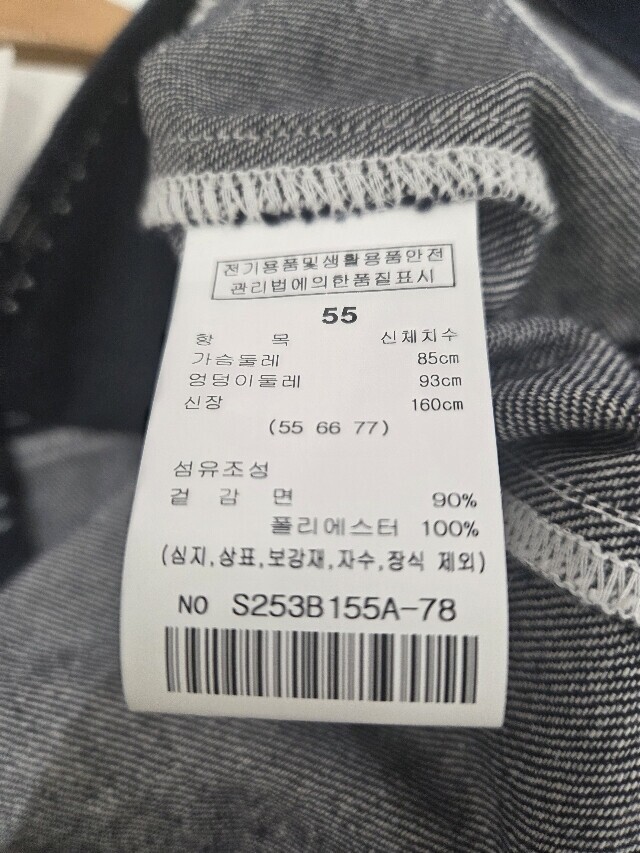 전기용품및생활용품안전
관리법에의한품질표시
55
항 목 신체치수
가슴둘레 85cm
엉덩이둘레 93cm
신장 160cm
(55 66 77)
섬유조성
겉 감 면 90%
폴리에스터 100%
(심지,상표,보강재,자수,장식 제외)
NO S253B155A-78